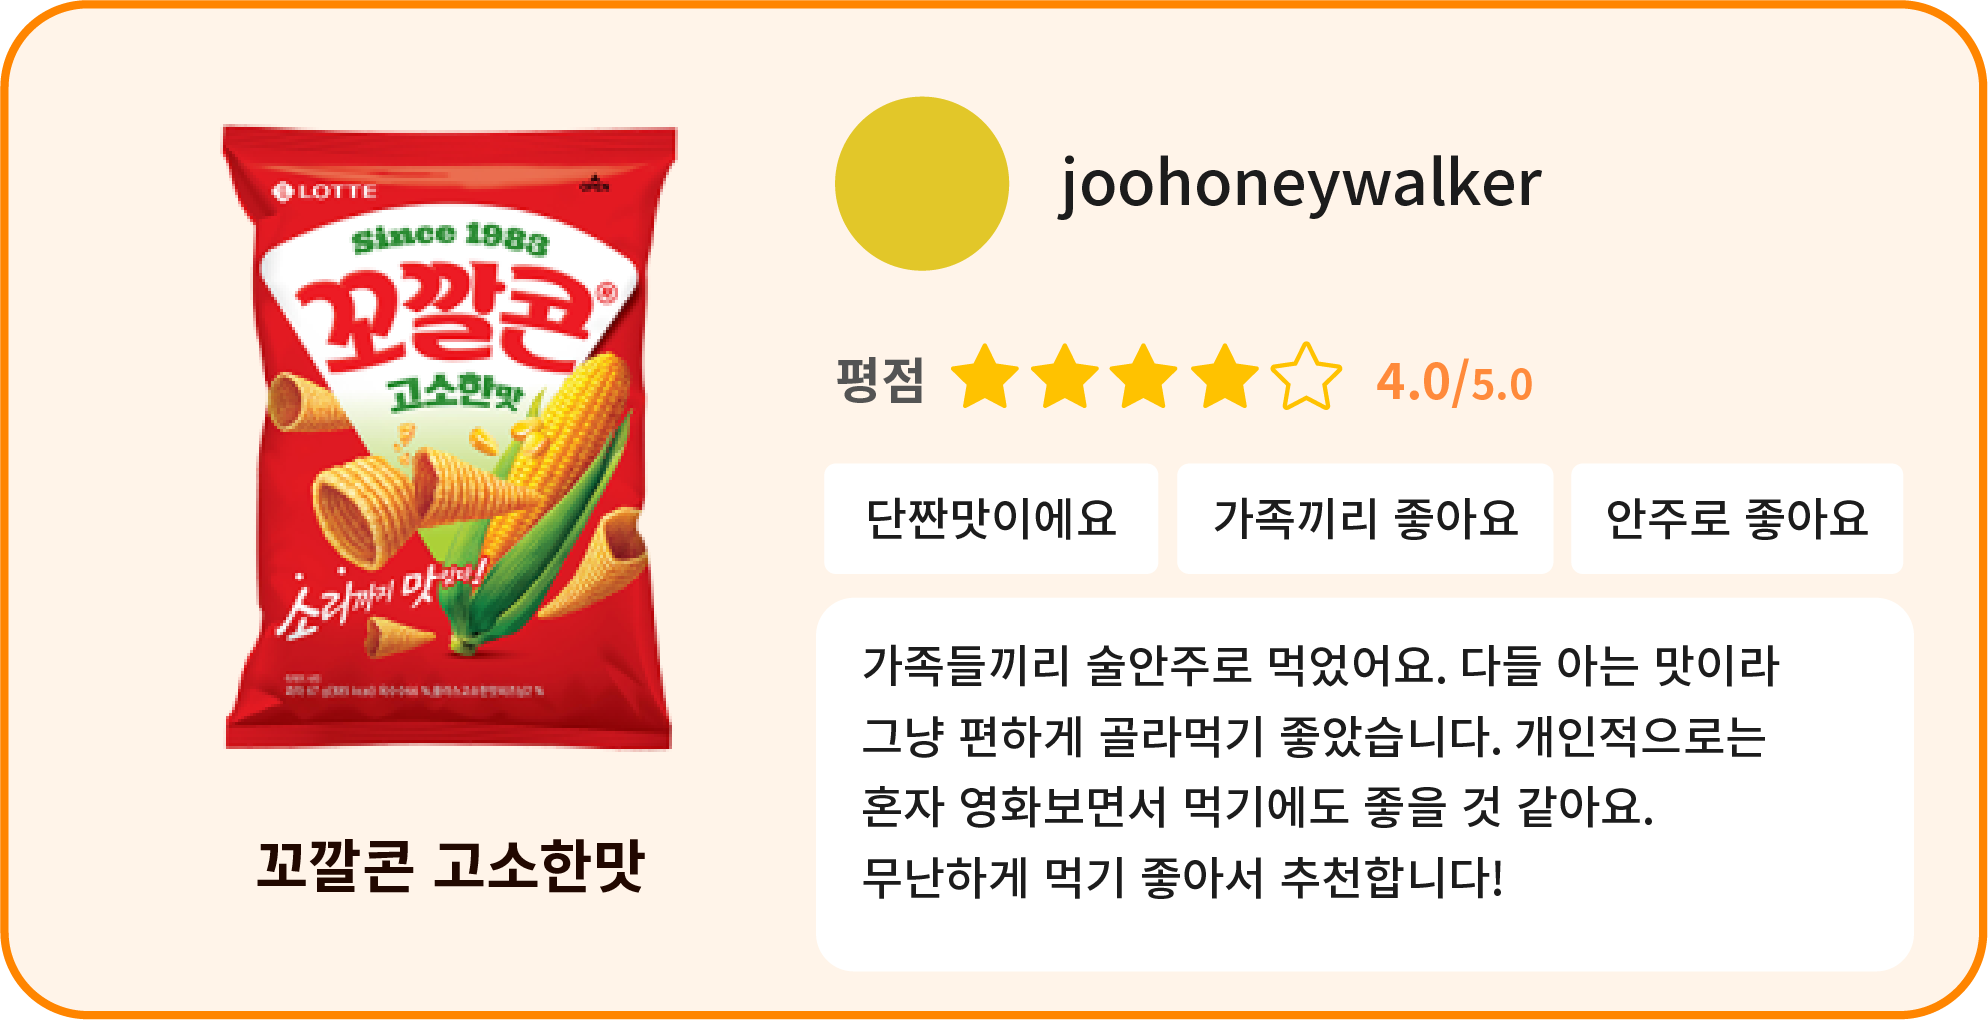 LOTTE
OPEN
Since 1983
꼬깔콘
고소한맛
소리까지 맛있다!
꼬깔콘 고소한맛
joohoneywalker
평점 4.0/5.0
단짠맛이에요 가족끼리 좋아요 안주로 좋아요
가족들끼리 술안주로 먹었어요. 다들 아는 맛이라
그냥 편하게 골라먹기 좋았습니다. 개인적으로는
혼자 영화보면서 먹기에도 좋을 것 같아요.
무난하게 먹기 좋아서 추천합니다!